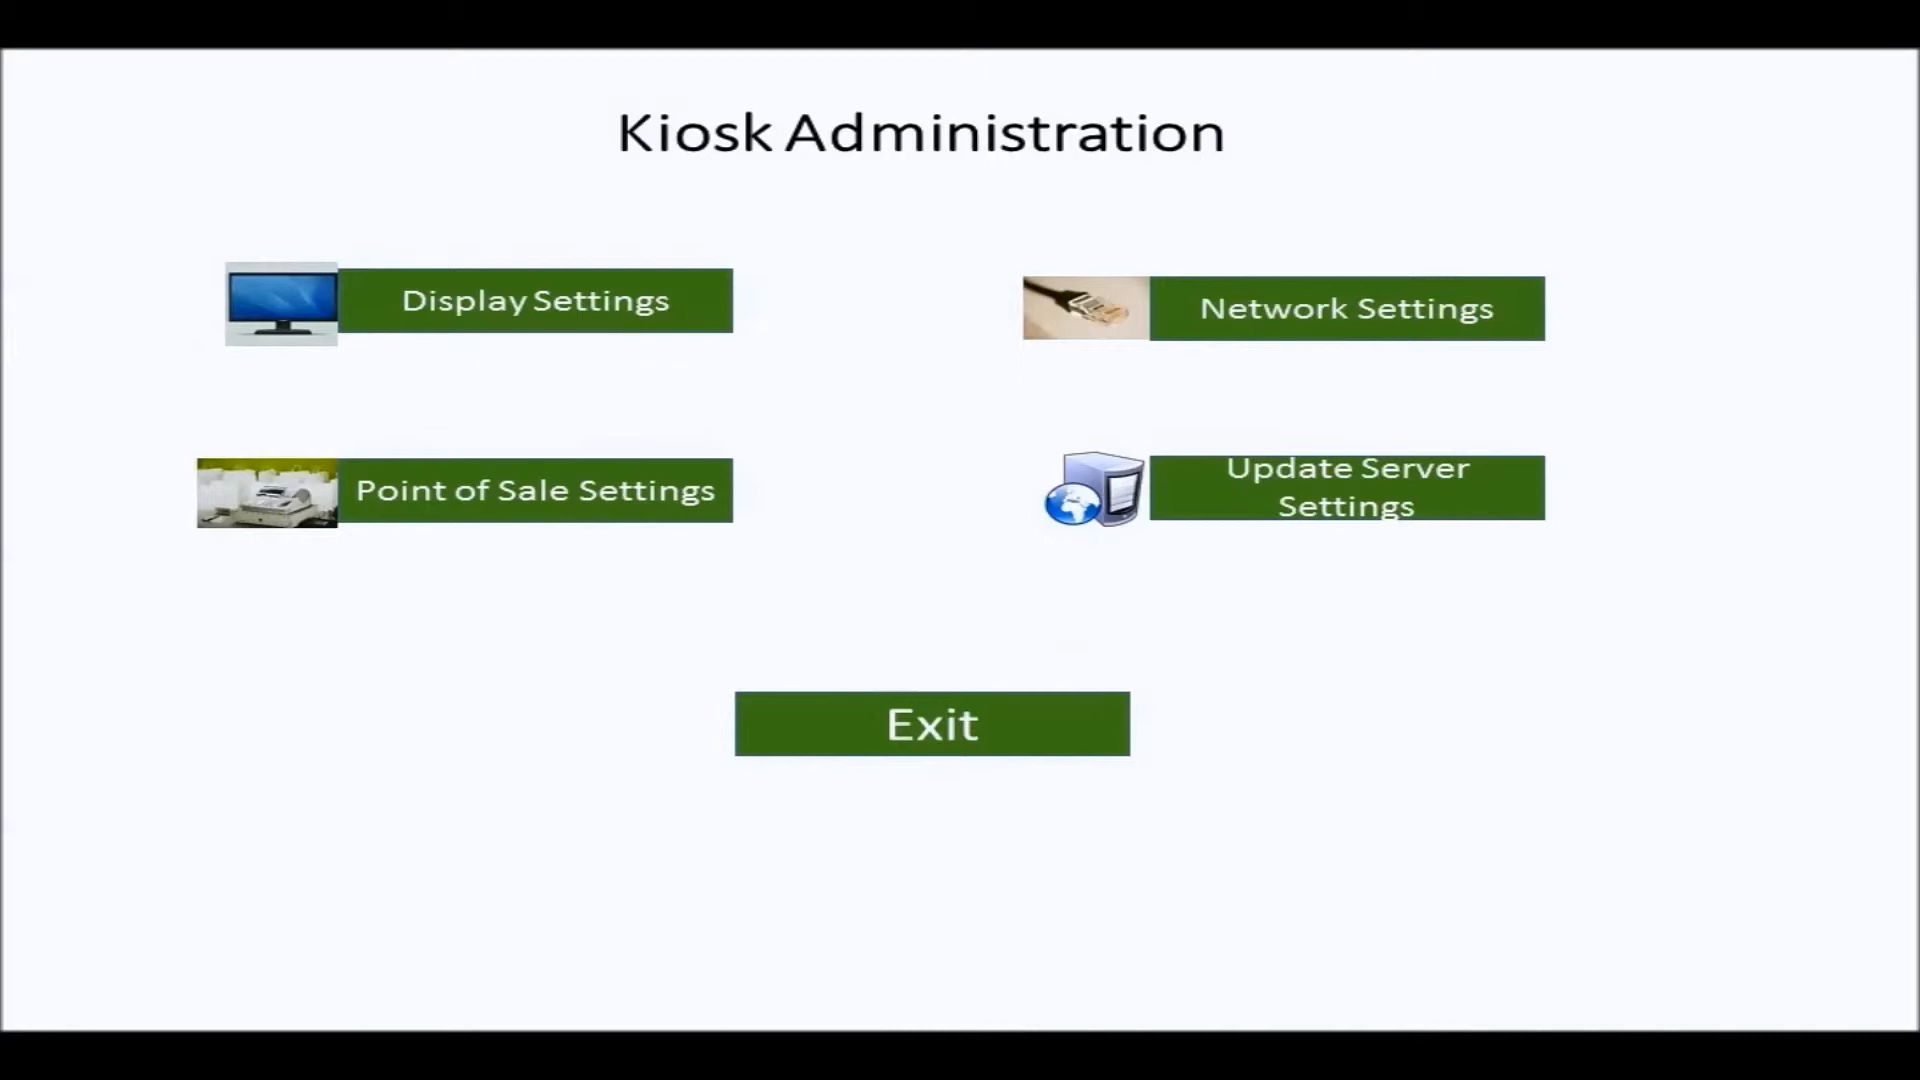 Kiosk Administration
Display Settings
Network Settings
Point of Sale Settings
Update Server
Settings
Exit